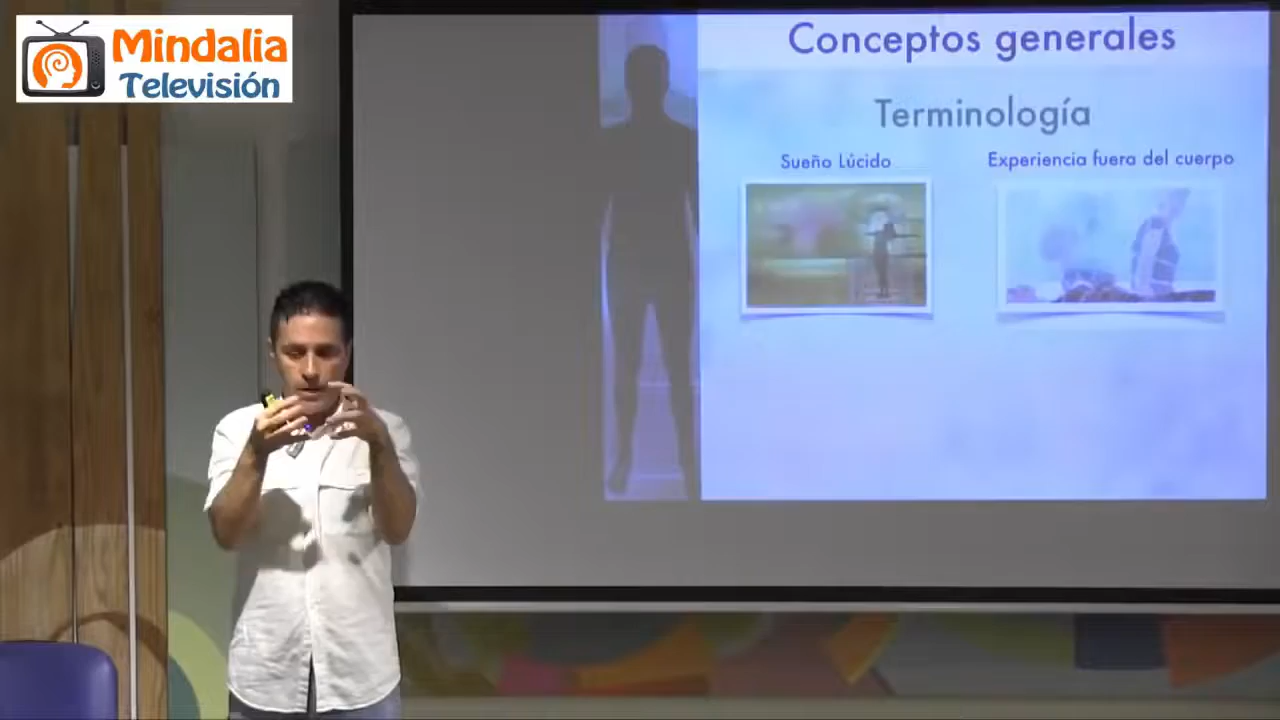 Mindalia
Televisión
Conceptos generales
Terminología
Sueño Lúcido
Experiencia fuera del cuerpo